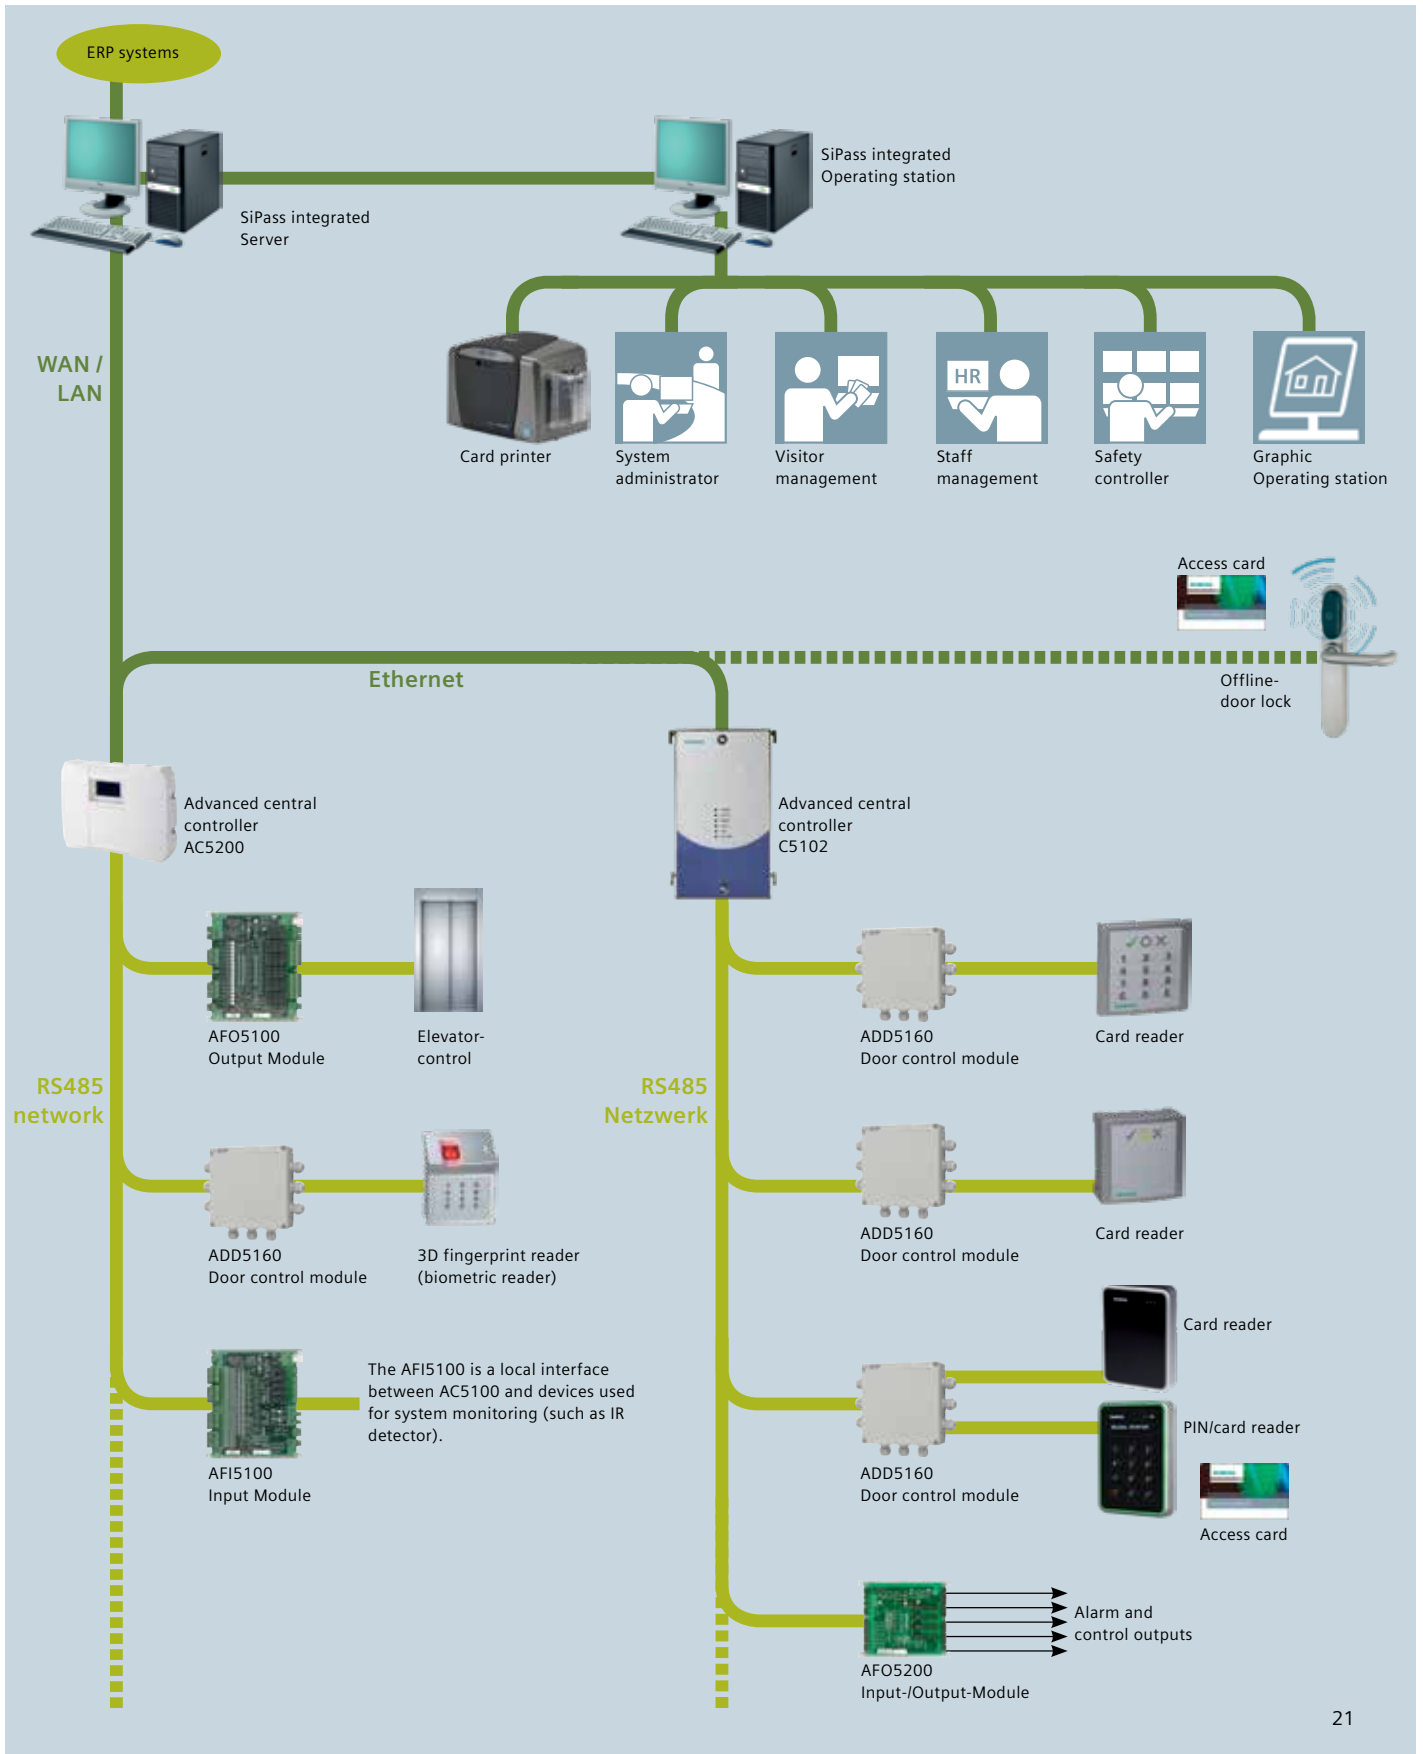 ERP systems
SiPass integrated
Operating station
SiPass integrated
Server
WAN /
LAN
HR
Card printer
System
administrator
Visitor
management
Staff
management
Safety
controller
Graphic
Operating station
Access card
Offline-
door lock
Ethernet
Advanced central
controller
AC5200
Advanced central
controller
C5102
AFO5100
Output Module
Elevator-
control
ADD5160
Door control module
Card reader
RS485
network
RS485
Netzwerk
ADD5160
Door control module
3D fingerprint reader
(biometric reader)
ADD5160
Door control module
Card reader
The AFI5100 is a local interface
between AC5100 and devices used
for system monitoring (such as IR
detector).
AFI5100
Input Module
Card reader
ADD5160
Door control module
PIN/card reader
Access card
Alarm and
control outputs
AFO5200
Input-/Output-Module
21